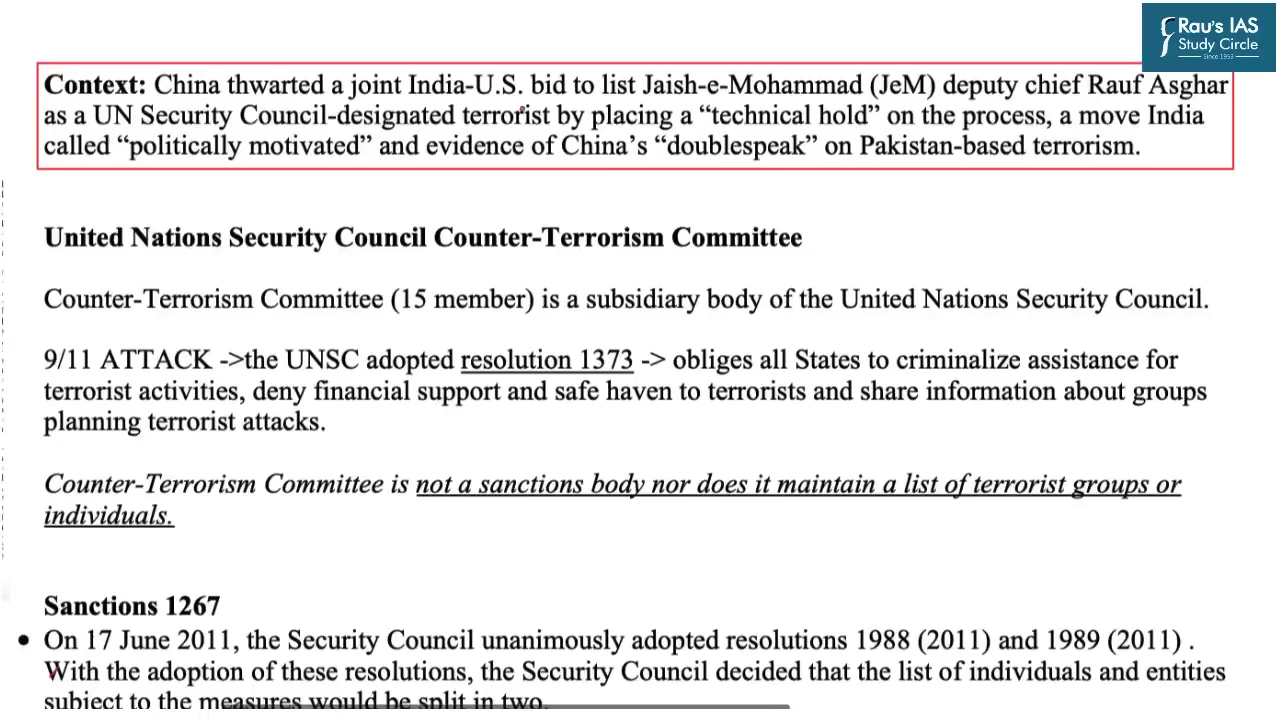 Rau's IAS
Study Circle
Since 1953
Context: China thwarted a joint India-U.S. bid to list Jaish-e-Mohammad (JeM) deputy chief Rauf Asghar
as a UN Security Council-designated terrorist by placing a “technical hold” on the process, a move India
called “politically motivated” and evidence of China’s “doublespeak” on Pakistan-based terrorism.
United Nations Security Council Counter-Terrorism Committee
Counter-Terrorism Committee (15 member) is a subsidiary body of the United Nations Security Council.
9/11 ATTACK ->the UNSC adopted resolution 1373 -> obliges all States to criminalize assistance for
terrorist activities, deny financial support and safe haven to terrorists and share information about groups
planning terrorist attacks.
Counter-Terrorism Committee is not a sanctions body nor does it maintain a list of terrorist groups or
individuals.
Sanctions 1267
• On 17 June 2011, the Security Council unanimously adopted resolutions 1988 (2011) and 1989 (2011) .
With the adoption of these resolutions, the Security Council decided that the list of individuals and entities
subject to the measures would be split in two.